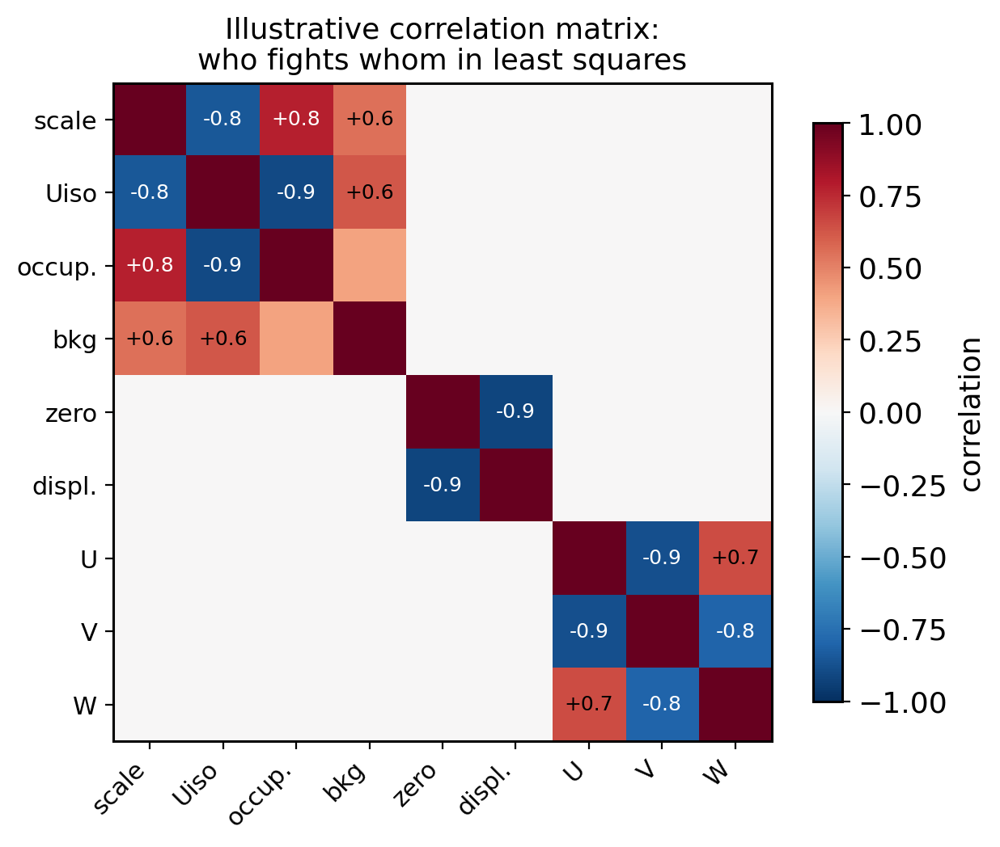 Illustrative correlation matrix:
who fights whom in least squares
scale
-0.8
+0.8
+0.6
Uiso
-0.8
-0.9
+0.6
occup.
+0.8
-0.9
bkg
+0.6
+0.6
zero
-0.9
displ.
-0.9
U
-0.9
+0.7
V
-0.9
-0.8
W
+0.7
-0.8
scale
Uiso
occup.
bkg
zero
displ.
U
V
W
1.00
0.75
0.50
0.25
0.00
−0.25
−0.50
−0.75
−1.00
correlation